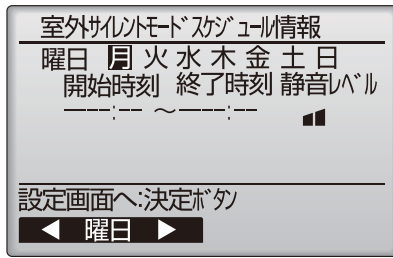 室外サイレントモードスケジュール情報
曜日 月 火 水 木 金 土 日
開始時刻 終了時刻 静音レベル
−−:−− ～−−:−−
設定画面へ:決定ボタン
◀ 曜日 ▶